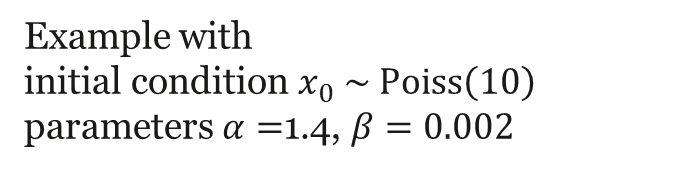 Example with
initial condition x₀ ~ Poiss(10)
parameters α =1.4, β = 0.002